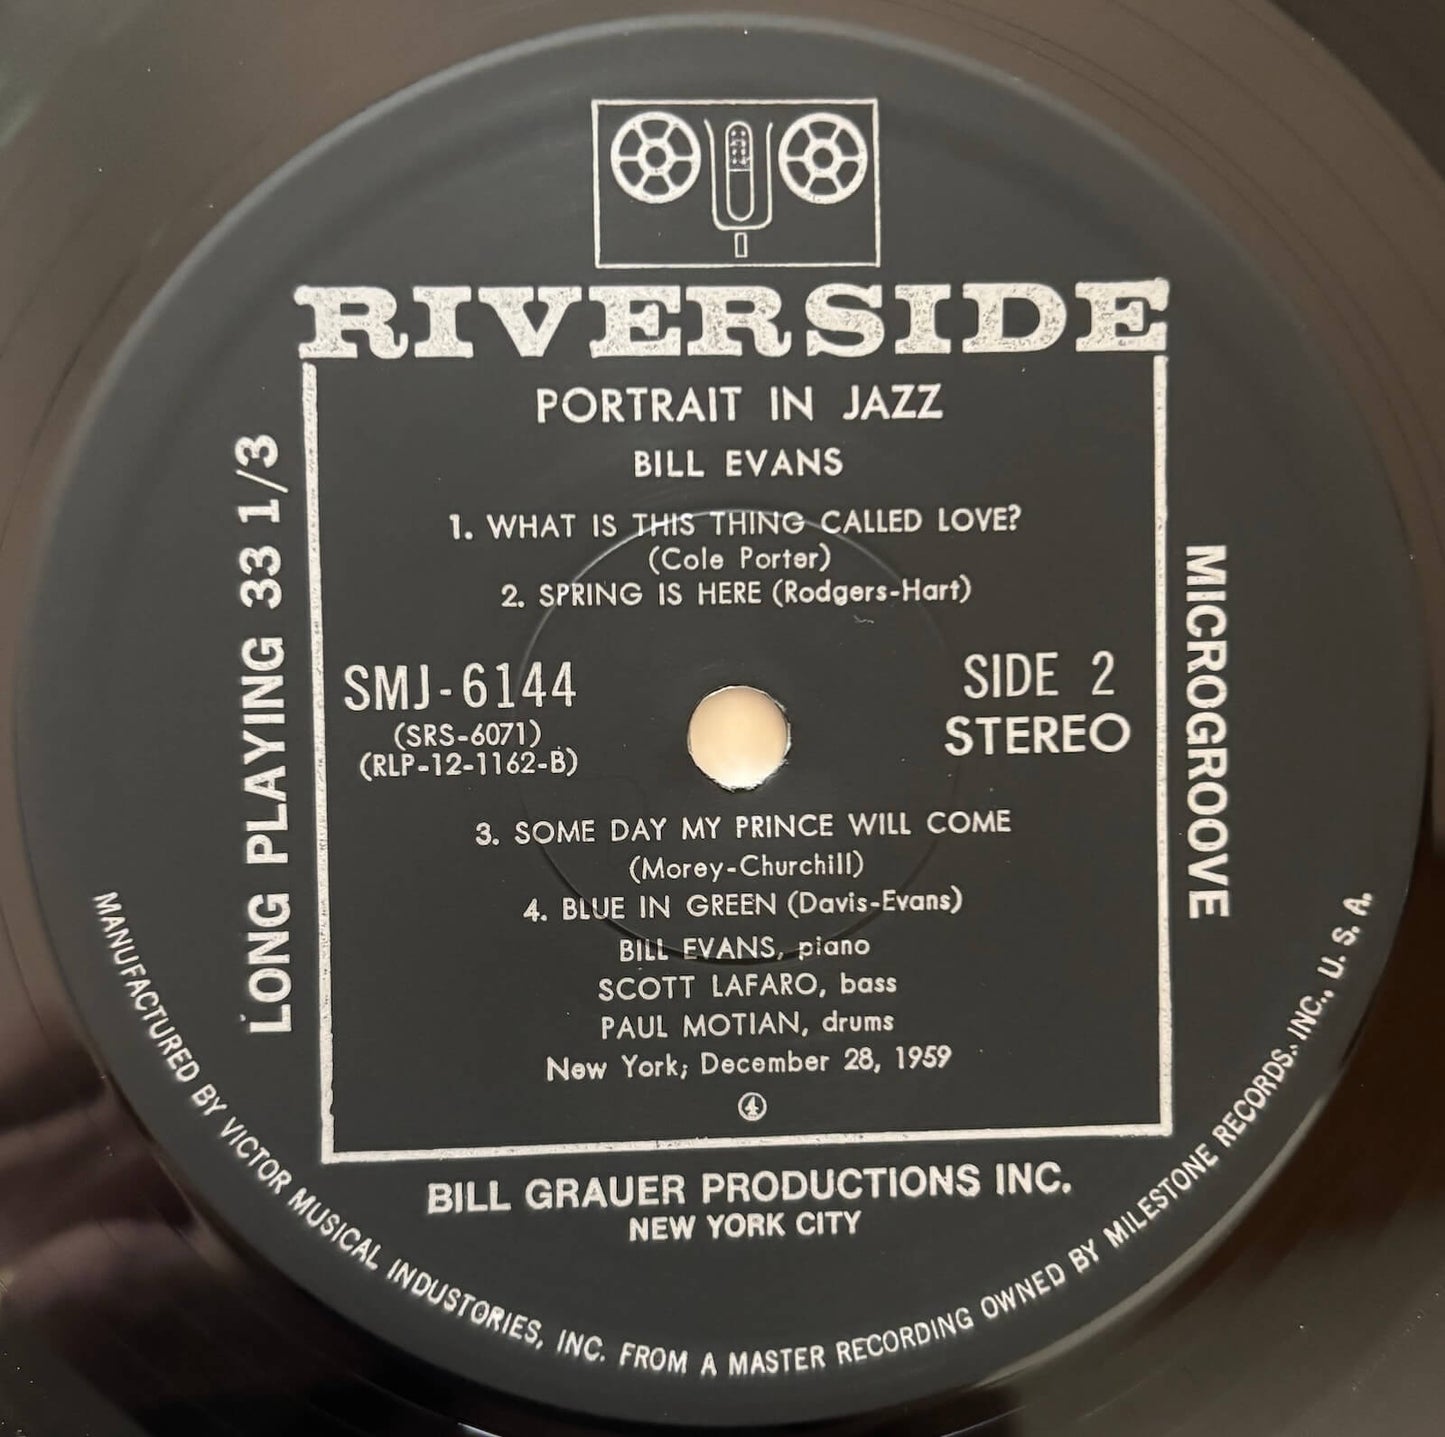 RIVERSIDE
PORTRAIT IN JAZZ
BILL EVANS
1. WHAT IS THIS THING CALLED LOVE?
(Cole Porter)
2. SPRING IS HERE (Rodgers-Hart)
SMJ-6144
(SRS-6071)
(RLP-12-1162-B)
SIDE 2
STEREO
3. SOME DAY MY PRINCE WILL COME
(Morey-Churchill)
4. BLUE IN GREEN (Davis-Evans)
BILL EVANS, piano
SCOTT LAFARO, bass
PAUL MOTIAN, drums
New York; December 28, 1959
4
LONG PLAYING 33 1/3
MICROGROOVE
BILL GRAUER PRODUCTIONS INC.
NEW YORK CITY
MANUFACTURED BY VICTOR MUSICAL INDUSTORIES, INC. FROM A MASTER RECORDING OWNED BY MILESTONE RECORDS, INC., U. S. A.